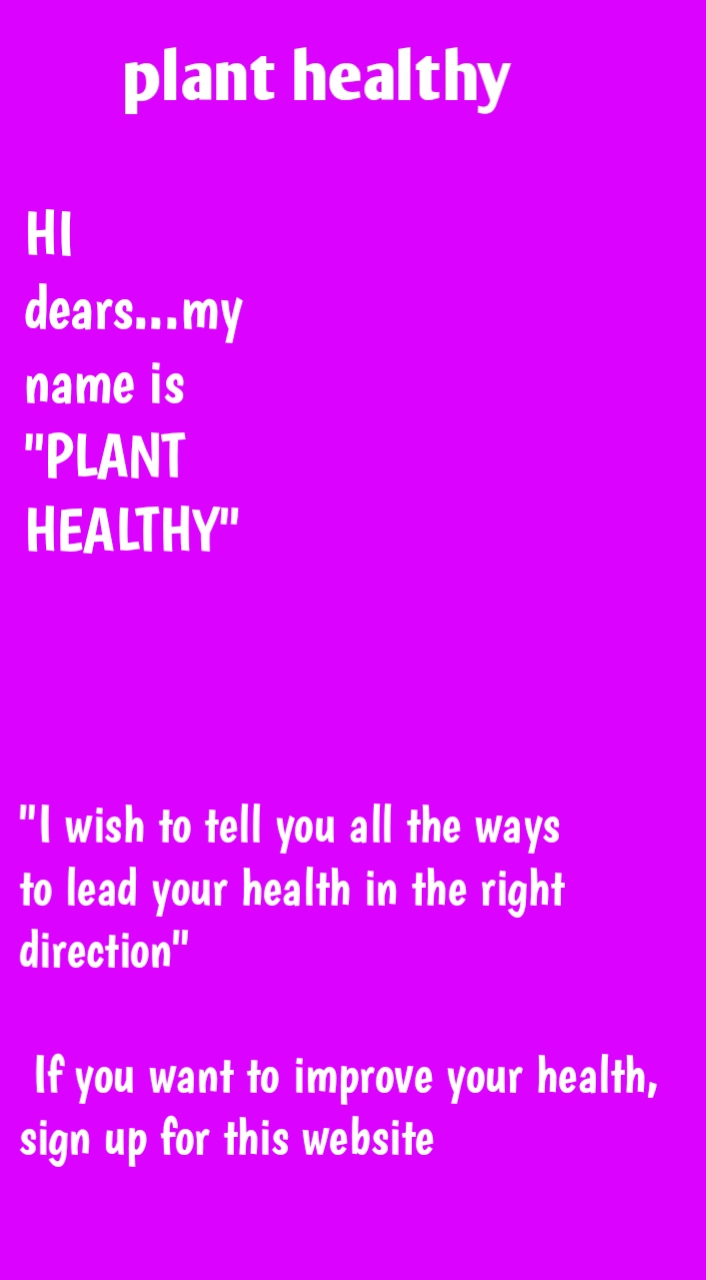 plant healthy
HI
dears...my
name is
"PLANT
HEALTHY"
"I wish to tell you all the ways
to lead your health in the right
direction"
If you want to improve your health,
sign up for this website